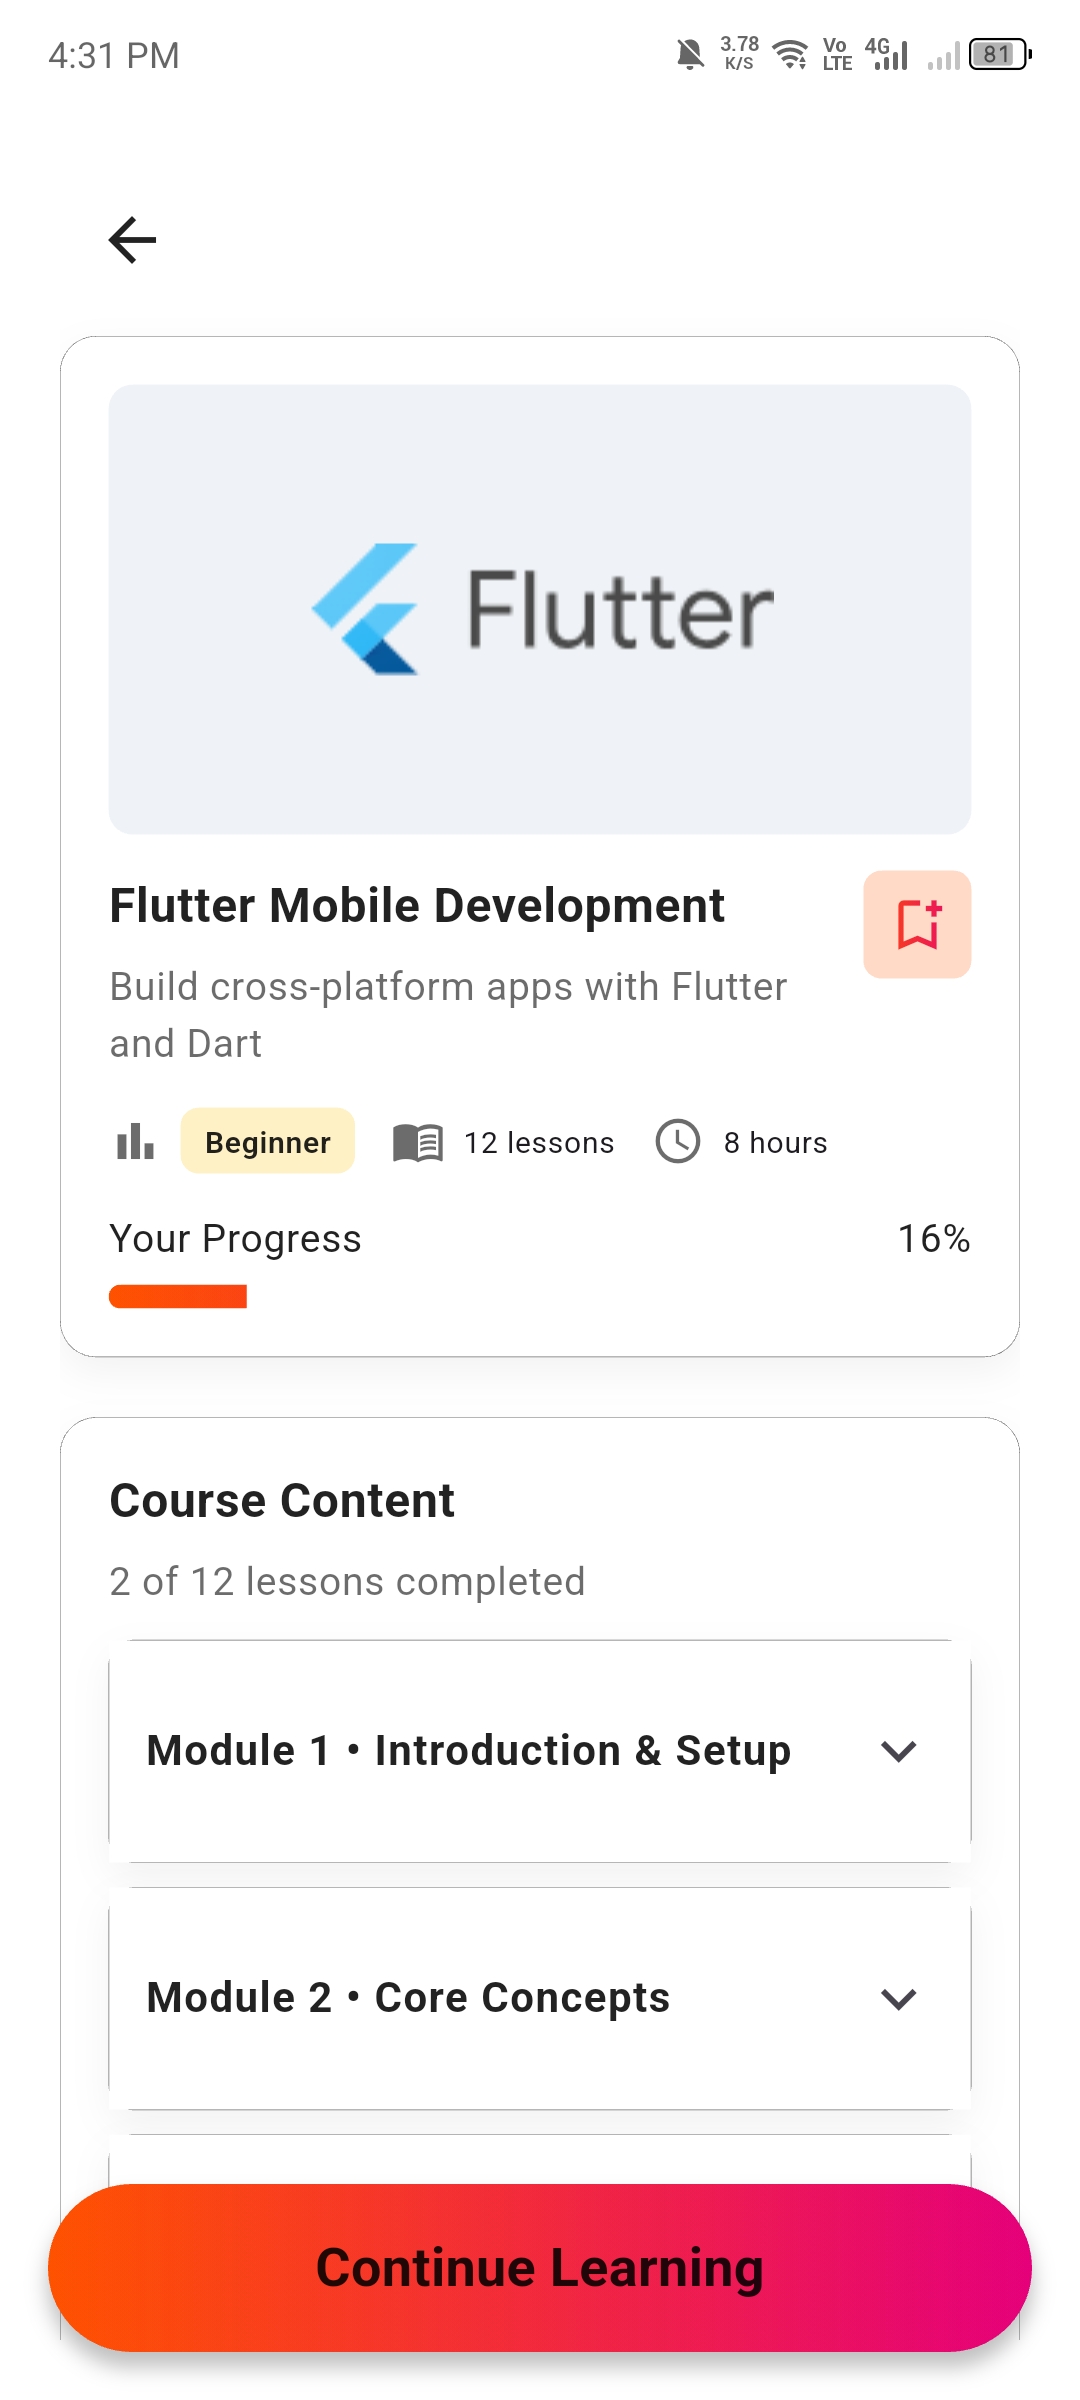 4:31 PM
3.78
K/S
Vo
LTE
4G
81
Flutter
Flutter Mobile Development
Build cross-platform apps with Flutter
and Dart
Beginner 12 lessons 8 hours
Your Progress 16%
Course Content
2 of 12 lessons completed
Module 1 • Introduction & Setup
Module 2 • Core Concepts
Continue Learning